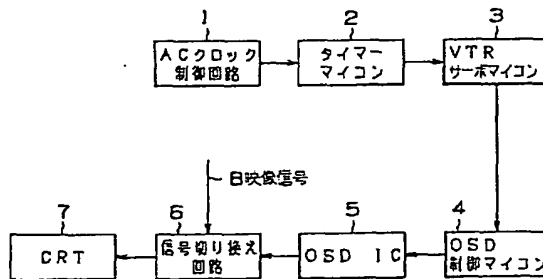 1
ACクロック
制御回路
2
タイマー
マイコン
3
VTR
サーボマイコン
日映像信号
7
CRT
6
信号切り換え
回路
5
OSD IC
4
OSD
制御マイコン